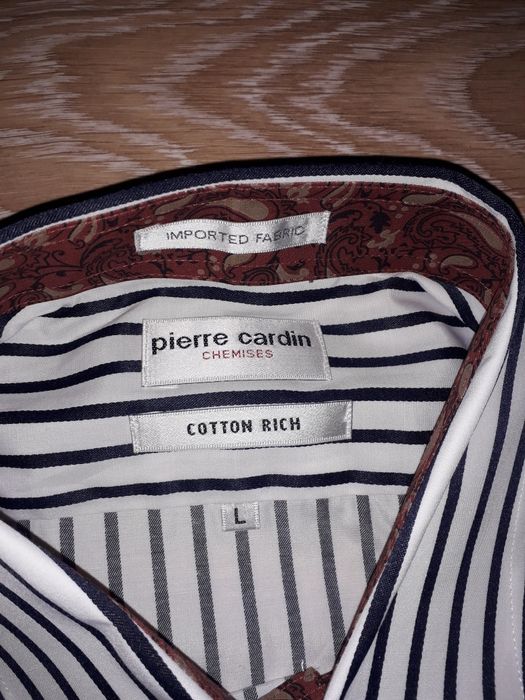 IMPORTED FABRIC
pierre cardin
CHEMISES
COTTON RICH
L